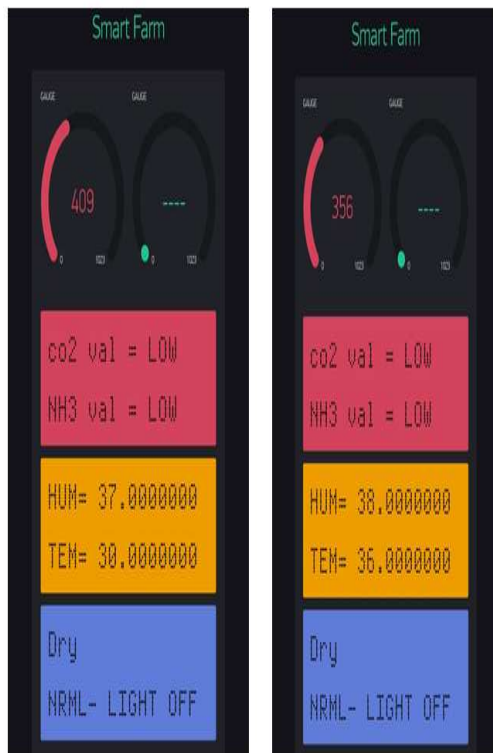 Smart Farm
GAUGE
GAUGE
409
----
0
1023
0
1023
co2 val = LOW
NH3 val = LOW
HUM= 37.0000000
TEM= 30.0000000
Dry
NRML- LIGHT OFF
Smart Farm
GAUGE
GAUGE
356
----
0
1023
0
1023
co2 val = LOW
NH3 val = LOW
HUM= 38.0000000
TEM= 36.0000000
Dry
NRML- LIGHT OFF